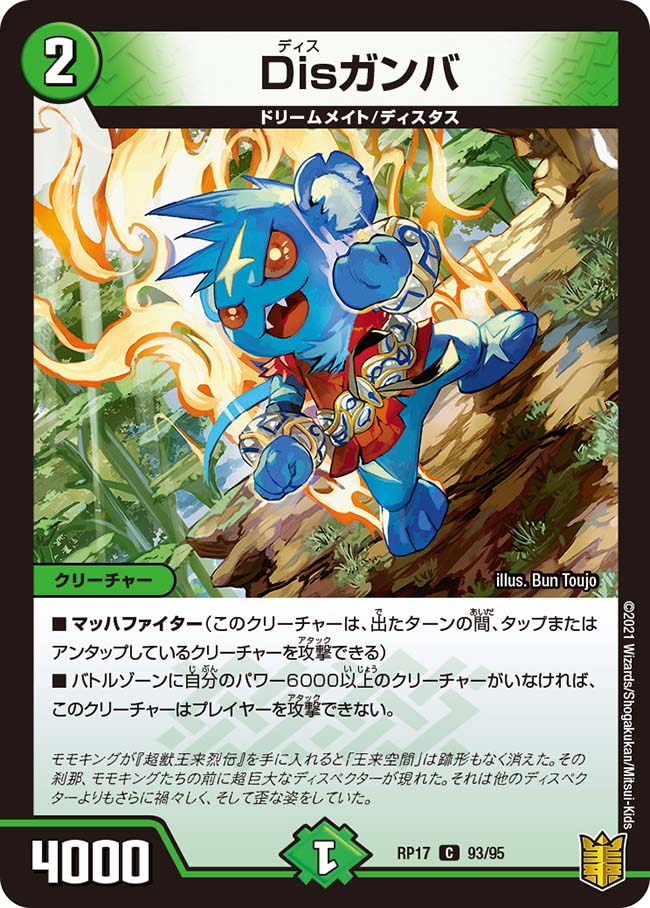 2
ディス
Disガンバ
ドリームメイト/ディスタス
クリーチャー
illus. Bun Toujo
■ マッハファイター(このクリーチャーは、出たターンの間、タップまたは
アンタップしているクリーチャーを攻撃できる)
■ バトルゾーンに自分のパワー6000以上のクリーチャーがいなければ、
このクリーチャーはプレイヤーを攻撃できない。
モモキングが『超獣王来烈伝』を手に入れると「王来空間」は跡形もなく消えた。その
刹那、モモキングたちの前に超巨大なディスペクターが現れた。それは他のディスペク
ターよりもさらに禍々しく、そして歪な姿をしていた。
©2021 Wizards/Shogakukan/Mitsui-Kids
4000
1
RP17 C 93/95